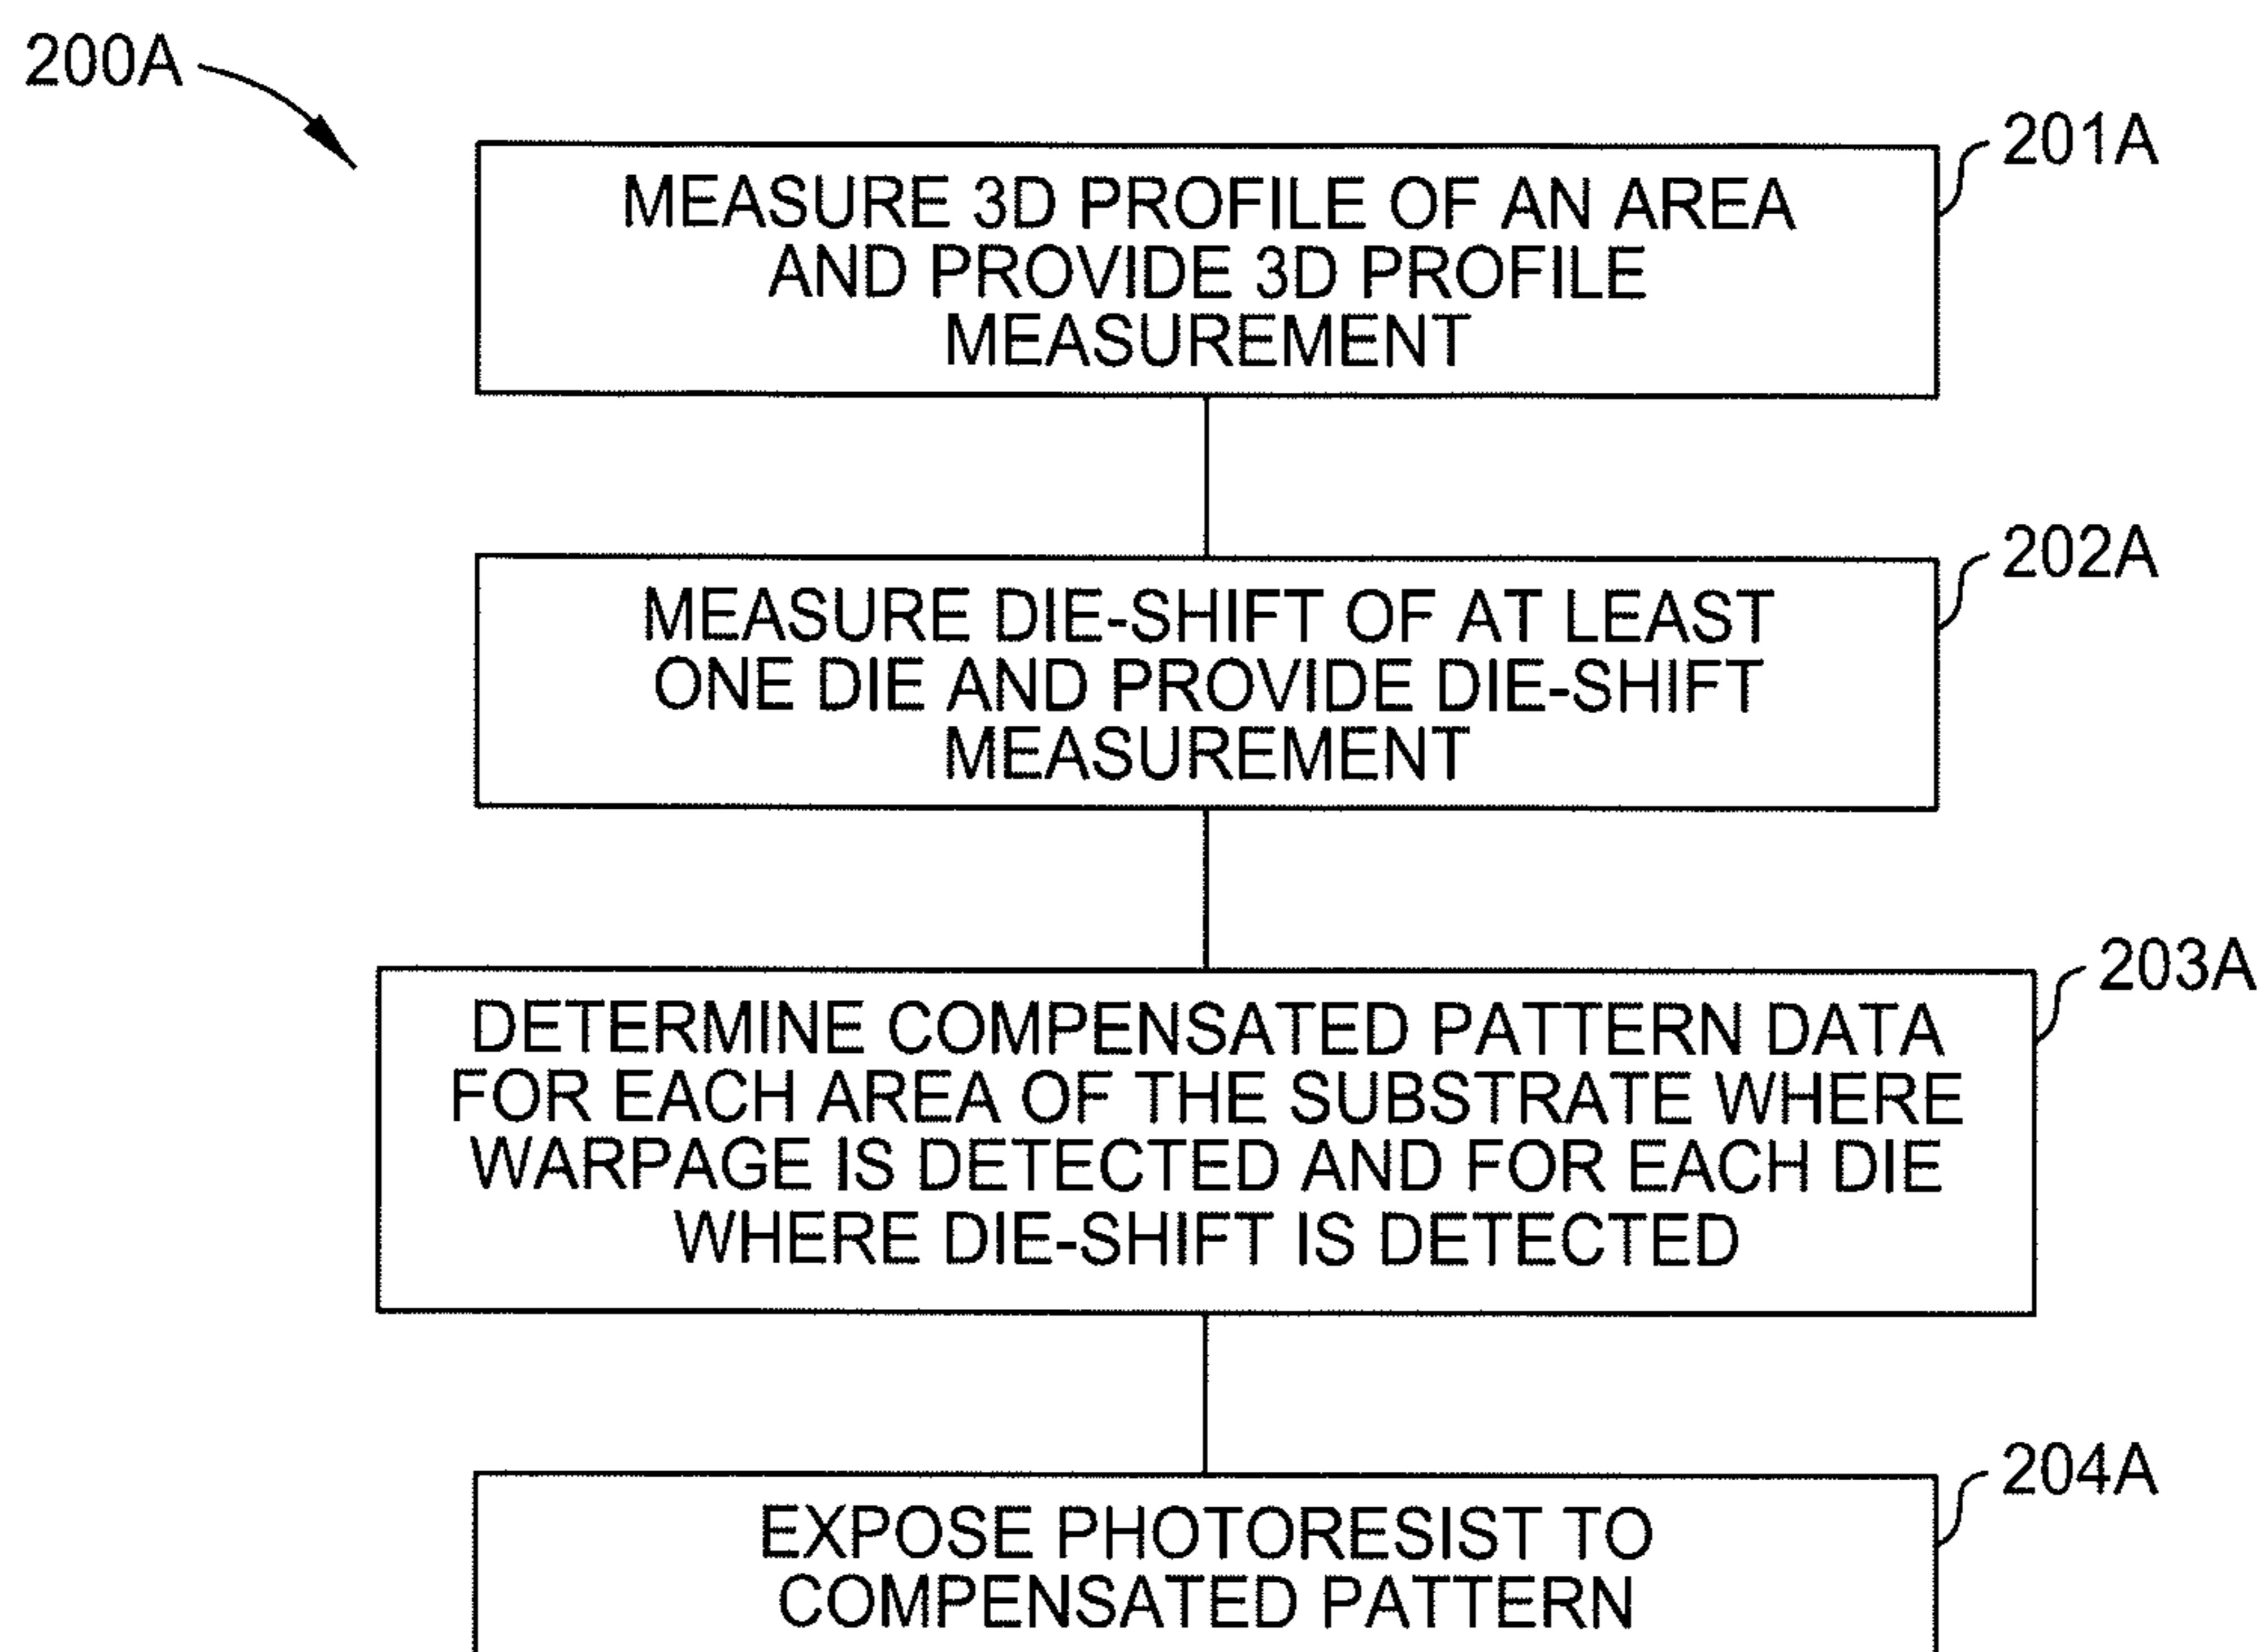 200A
201A
MEASURE 3D PROFILE OF AN AREA
AND PROVIDE 3D PROFILE
MEASUREMENT
202A
MEASURE DIE-SHIFT OF AT LEAST
ONE DIE AND PROVIDE DIE-SHIFT
MEASUREMENT
203A
DETERMINE COMPENSATED PATTERN DATA
FOR EACH AREA OF THE SUBSTRATE WHERE
WARPAGE IS DETECTED AND FOR EACH DIE
WHERE DIE-SHIFT IS DETECTED
204A
EXPOSE PHOTORESIST TO
COMPENSATED PATTERN